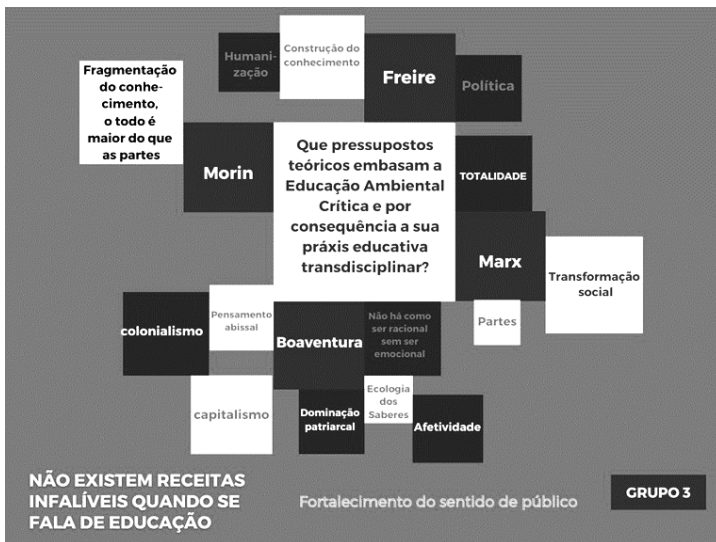 Humani-
zação
Construção do
conhecimento
Freire
Política
Fragmentação
do conhe-
cimento,
o todo é
maior do que
as partes
Morin
Que pressupostos
teóricos embasam a
Educação Ambiental
Crítica e por
consequência a sua
práxis educativa
transdisciplinar?
TOTALIDADE
Marx
Transformação
social
Partes
colonialismo
Pensamento
abissal
Boaventura
Não há como
ser racional
sem ser
emocional
capitalismo
Dominação
patriarcal
Ecologia
dos
Saberes
Afetividade
NÃO EXISTEM RECEITAS
INFALÍVEIS QUANDO SE
FALA DE EDUCAÇÃO
Fortalecimento do sentido de público
GRUPO 3